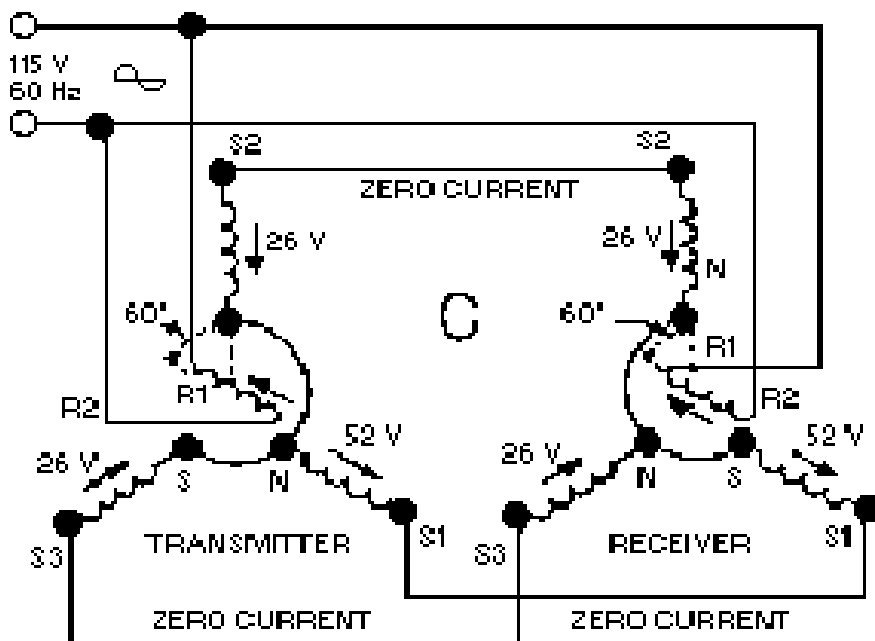 115 V
60 Hz
S2
S2
ZERO CURRENT
26 V
26 V
N
60°
C
60°
R1
R1
R2
R2
52 V
52 V
26 V
S
N
26 V
N
S
S3
TRANSMITTER
S1
S3
RECEIVER
S1
ZERO CURRENT
ZERO CURRENT